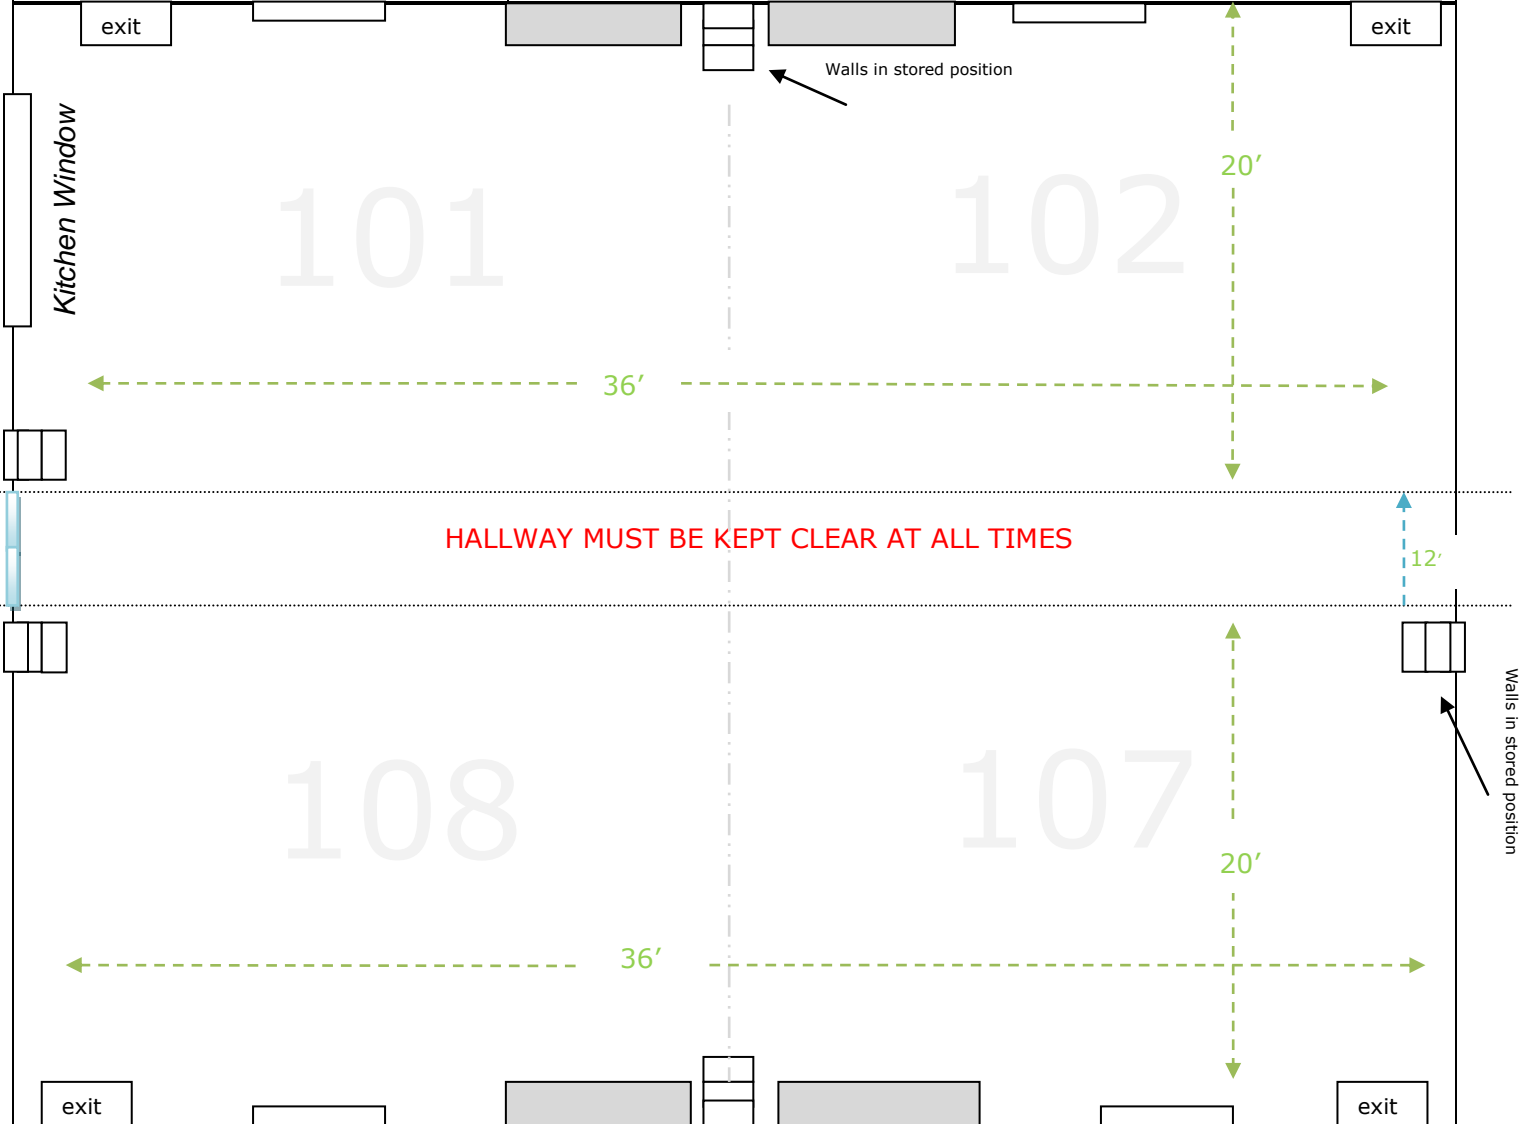 exit
exit
Walls in stored position
Kitchen Window
20′
101
102
36′
HALLWAY MUST BE KEPT CLEAR AT ALL TIMES
12′
Walls in stored position
108
107
20′
36′
exit
exit